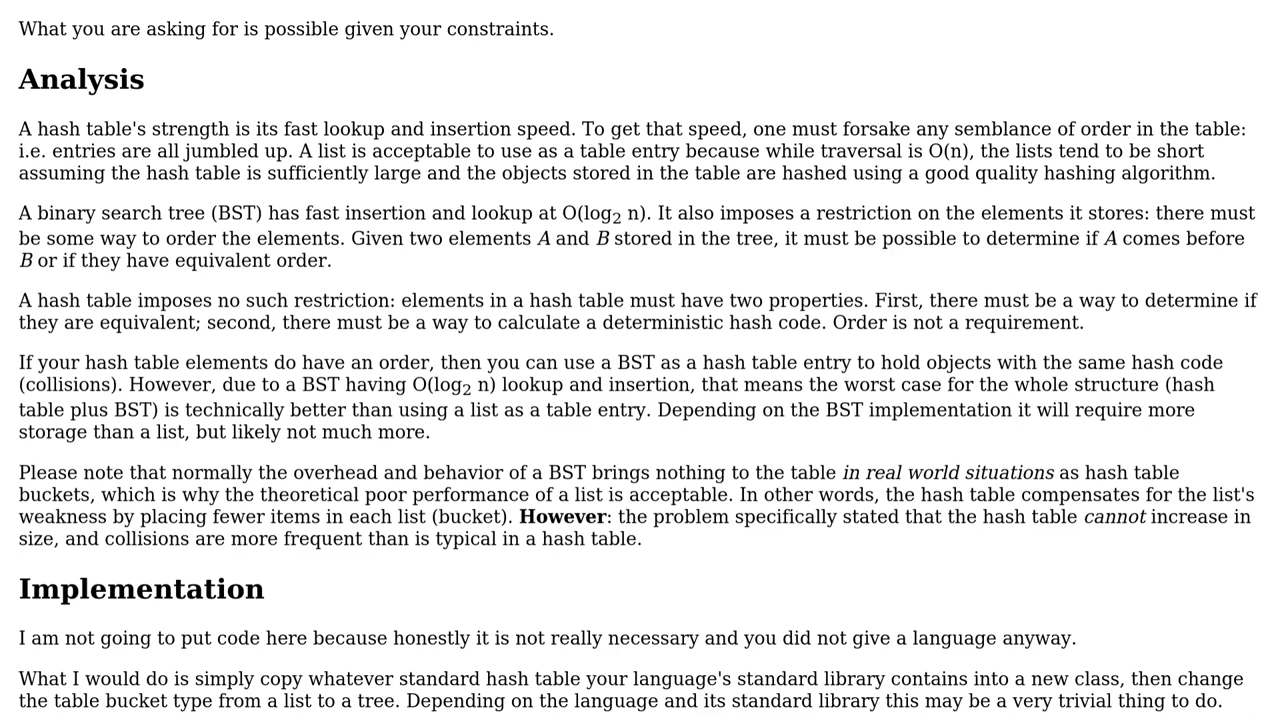 What you are asking for is possible given your constraints.
Analysis
A hash table's strength is its fast lookup and insertion speed. To get that speed, one must forsake any semblance of order in the table:
i.e. entries are all jumbled up. A list is acceptable to use as a table entry because while traversal is O(n), the lists tend to be short
assuming the hash table is sufficiently large and the objects stored in the table are hashed using a good quality hashing algorithm.
A binary search tree (BST) has fast insertion and lookup at O(log2 n). It also imposes a restriction on the elements it stores: there must
be some way to order the elements. Given two elements A and B stored in the tree, it must be possible to determine if A comes before
B or if they have equivalent order.
A hash table imposes no such restriction: elements in a hash table must have two properties. First, there must be a way to determine if
they are equivalent; second, there must be a way to calculate a deterministic hash code. Order is not a requirement.
If your hash table elements do have an order, then you can use a BST as a hash table entry to hold objects with the same hash code
(collisions). However, due to a BST having O(log2 n) lookup and insertion, that means the worst case for the whole structure (hash
table plus BST) is technically better than using a list as a table entry. Depending on the BST implementation it will require more
storage than a list, but likely not much more.
Please note that normally the overhead and behavior of a BST brings nothing to the table in real world situations as hash table
buckets, which is why the theoretical poor performance of a list is acceptable. In other words, the hash table compensates for the list's
weakness by placing fewer items in each list (bucket). However: the problem specifically stated that the hash table cannot increase in
size, and collisions are more frequent than is typical in a hash table.
Implementation
I am not going to put code here because honestly it is not really necessary and you did not give a language anyway.
What I would do is simply copy whatever standard hash table your language's standard library contains into a new class, then change
the table bucket type from a list to a tree. Depending on the language and its standard library this may be a very trivial thing to do.